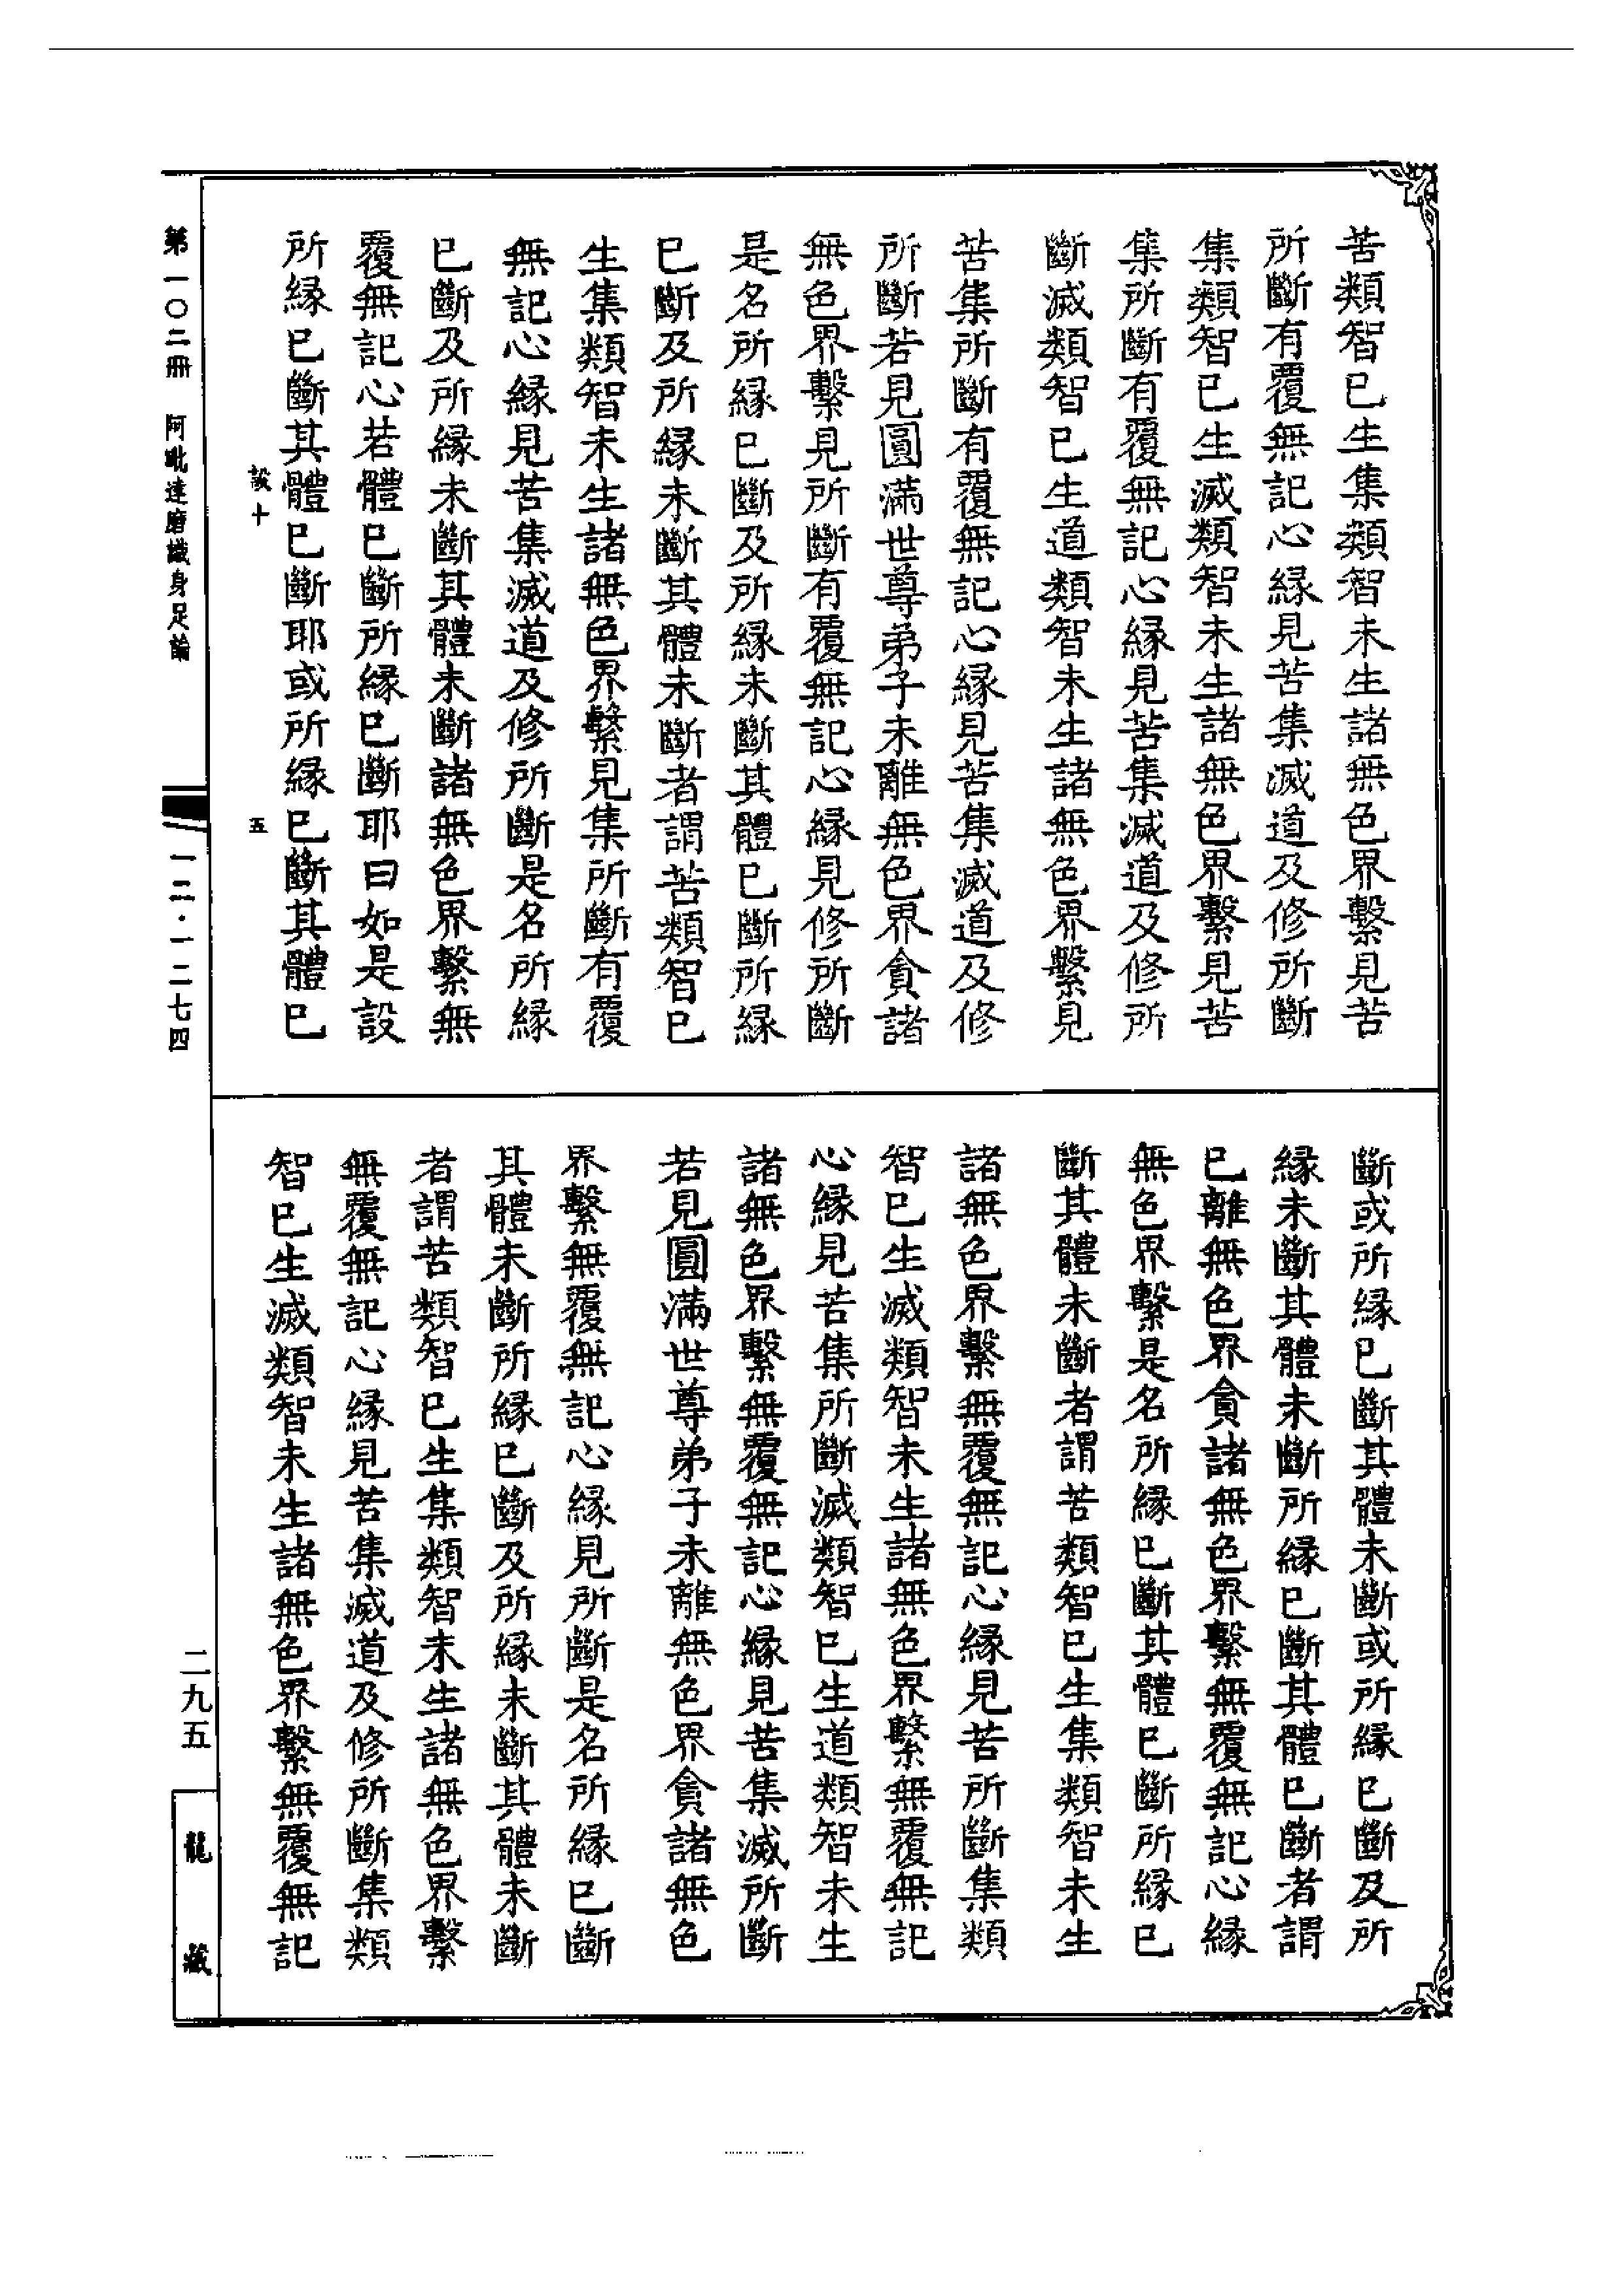 苦類智已生集類智未生諸無色界繫見苦
所斷有覆無記心緣見苦集滅道及修所斷
集類智已生滅類智未生諸無色界繫見苦
集所斷有覆無記心緣見苦集滅道及修所
斷滅類智已生道類智未生諸無色界繫見
苦集所斷有覆無記心緣見苦集滅道及修
所斷若見圓滿世尊弟子未離無色界貪諸
無色界繫見所斷有覆無記心緣見修所斷
是名所緣已斷及所緣未斷其體已斷所緣
已斷及所緣未斷其體未斷者謂苦類智已
生集類智未生諸無色界繫見集所斷有覆
無記心緣見苦集滅道及修所斷是名所緣
已斷及所緣未斷其體未斷諸無色界繫無
覆無記心若體已斷所緣已斷耶曰如是設
所緣已斷其體已斷耶或所緣已斷其體已
斷或所緣已斷其體未斷或所緣已斷及所
緣未斷其體未斷所緣已斷其體已斷者謂
已離無色界貪諸無色界繫無覆無記心緣
無色界繫是名所緣已斷其體已斷所緣已
斷其體未斷者謂苦類智已生集類智未生
諸無色界繫無覆無記心緣見苦所斷集類
智已生滅類智未生諸無色界繫無覆無記
心緣見苦集所斷滅類智已生道類智未生
諸無色界繫無覆無記心緣見苦集滅所斷
若見圓滿世尊弟子未離無色界貪諸無色
界繫無覆無記心緣見所斷是名所緣已斷
其體未斷所緣已斷及所緣未斷其體未斷
者謂苦類智已生集類智未生諸無色界繫
無覆無記心緣見苦集滅道及修所斷集類
智已生滅類智未生諸無色界繫無覆無記
設十 五
第一〇二冊 阿毗達磨識身足論 一二·一二七四
二九五
龍藏